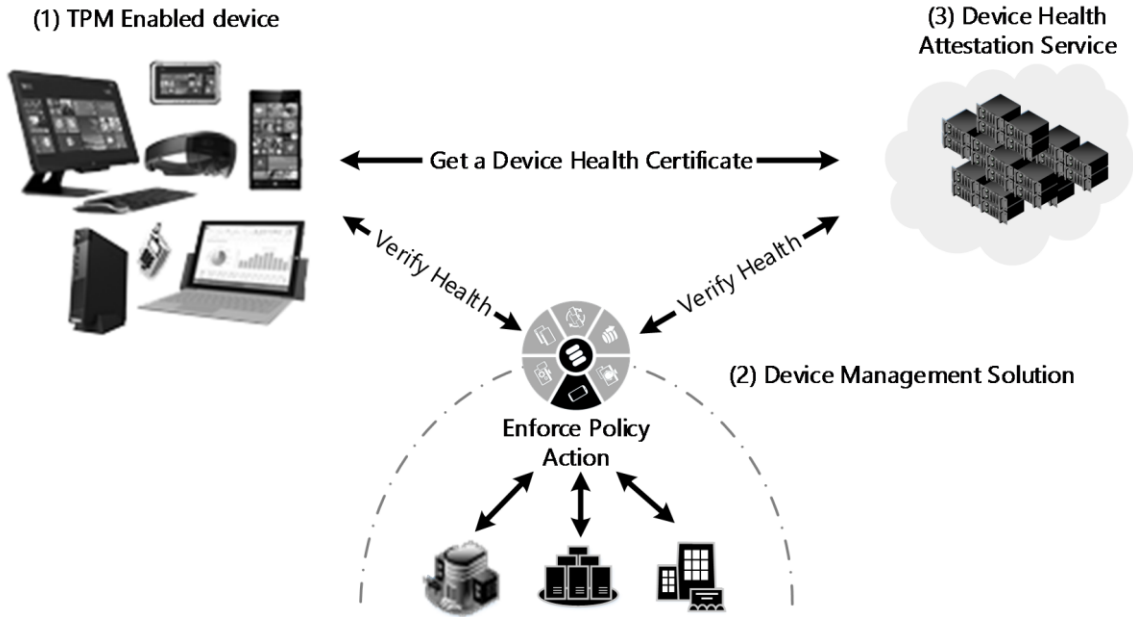 (1) TPM Enabled device
(3) Device Health
Attestation Service
Get a Device Health Certificate
Verify Health
Verify Health
(2) Device Management Solution
Enforce Policy
Action